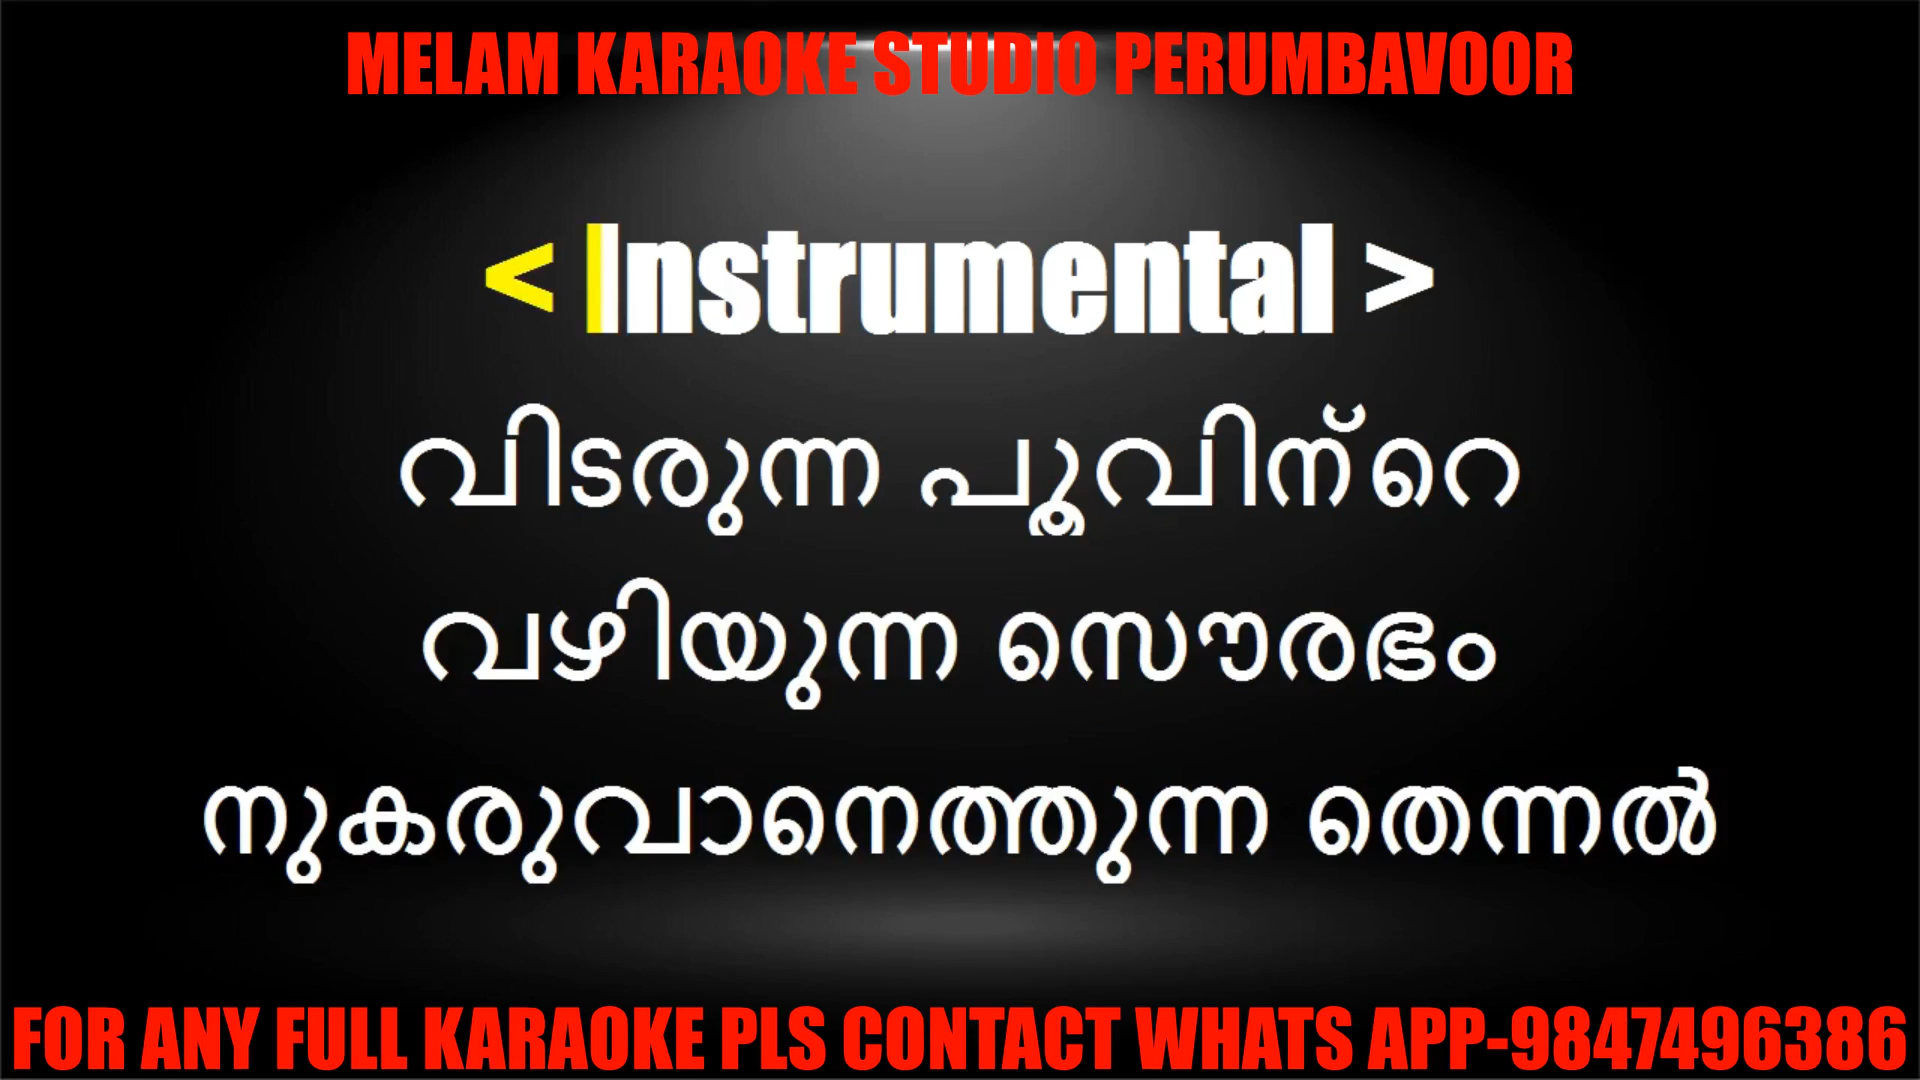 MELAM KARAOKE STUDIO PERUMBAVOOR
< Instrumental >
വിടരുന്ന പൂവിന്റെ
വഴിയുന്ന സൌരഭം
നുകരുവാനെത്തുന്ന തെന്നൽ
FOR ANY FULL KARAOKE PLS CONTACT WHATS APP-9847496386